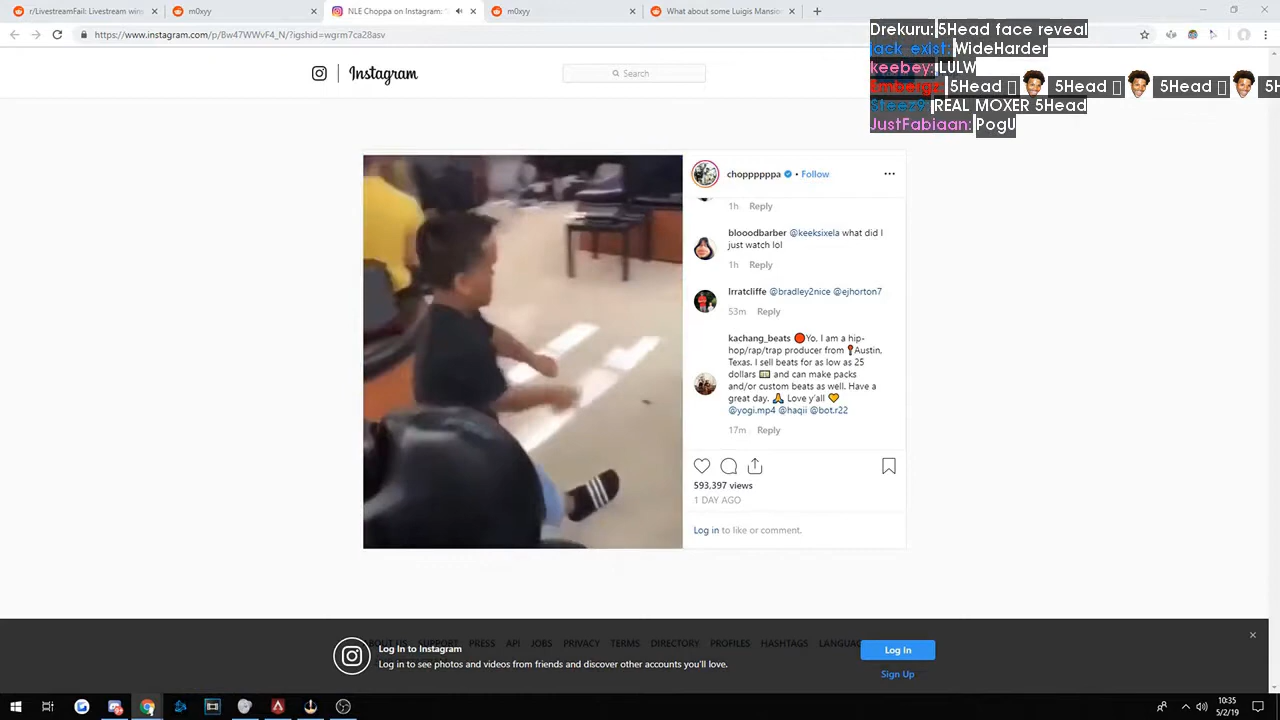 r/LivestreamFail: Livestream wins
m0xyy
NLE Choppa on Instagram: "
m0xyy
What about some Luigis Mansion
https://www.instagram.com/p/Bw47WWvF4_N/?igshid=wgrm7ca28asv
Drekuru: 5Head face reveal
jack_exist: WideHarder
keebey: LULW
5Head 5Head 5Head 5H
Steez9: REAL MOXER 5Head
JustFabiaan: PogU
Instagram
Search
choppppppa • Follow
1h Reply
blooodbarber @keeksixela what did I
just watch lol
1h Reply
lrratcliffe @bradley2nice @ejhorton7
53m Reply
kachang_beats 🔴Yo, I am a hip-
hop/rap/trap producer from 📍Austin,
Texas. I sell beats for as low as 25
dollars 💵 and can make packs
and/or custom beats as well. Have a
great day. 🙏 Love y'all 💛
@yogi.mp4 @haqii @bot.r22
17m Reply
593,397 views
1 DAY AGO
Log in to like or comment.
ABOUT US SUPPORT PRESS API JOBS PRIVACY TERMS DIRECTORY PROFILES HASHTAGS LANGUAG
Log In to Instagram
Log in to see photos and videos from friends and discover other accounts you'll love.
Log In
Sign Up
10:35
5/2/19